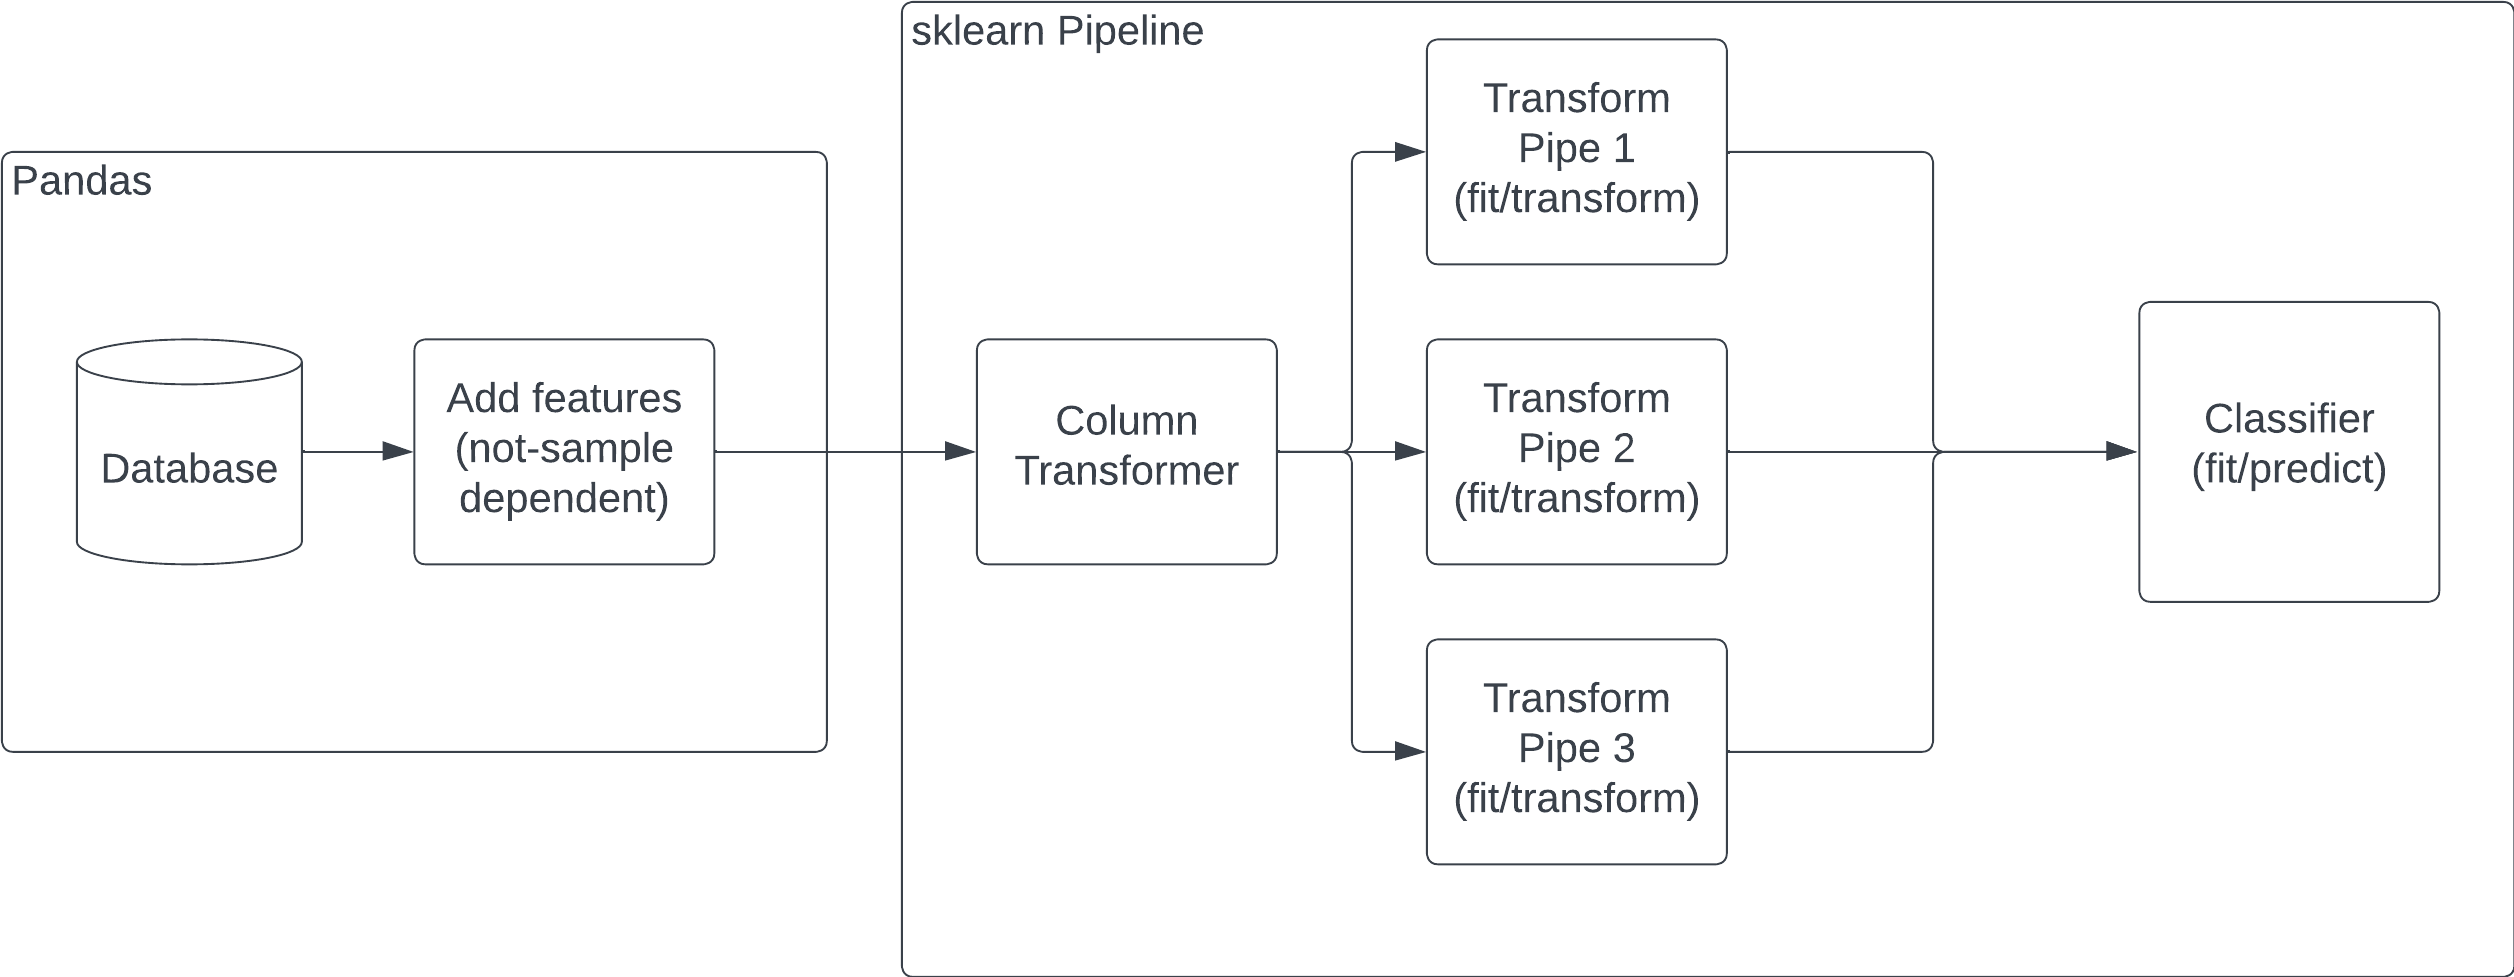 sklearn Pipeline
Pandas
Database
Add features
(not-sample
dependent)
Column
Transformer
Transform
Pipe 1
(fit/transform)
Transform
Pipe 2
(fit/transform)
Transform
Pipe 3
(fit/transform)
Classifier
(fit/predict)